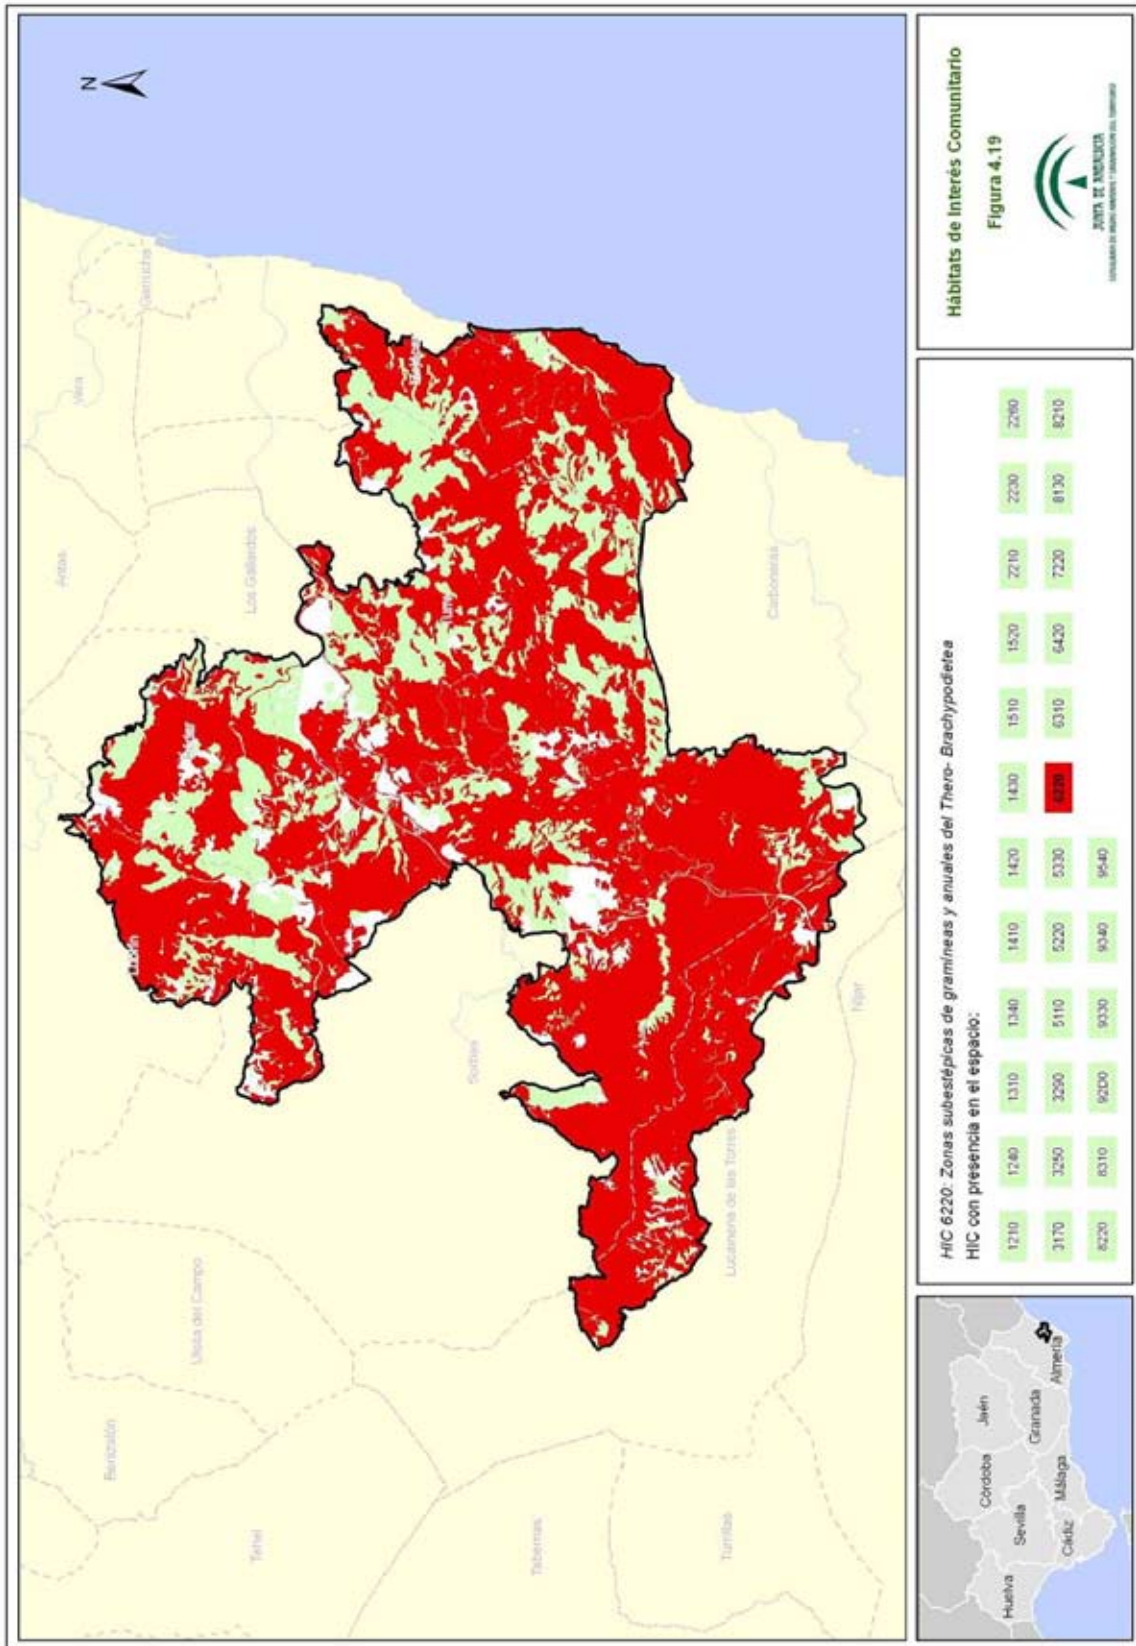 N
Antas
Vera
Garrucha
Los Gallardos
Bédar
Lubrín
Turre
Mojácar
Carboneras
Sorbas
Níjar
Lucainena de las Torres
Uleila del Campo
Benizalón
Tahal
Tabernas
Turrillas
Huelva
Sevilla
Córdoba
Jaén
Cádiz
Málaga
Granada
Almería
HIC 6220: Zonas subestépicas de gramíneas y anuales del Thero- Brachypodietea
HIC con presencia en el espacio:
1210 1240 1310 1340 1410 1420 1430 1510 1520 2210 2230 2260
3170 3250 3290 5110 5220 5330 6220 6310 6420 7220 8130 8210
8220 8310 92D0 9330 9340 9540
Hábitats de Interés Comunitario
Figura 4.19
JUNTA DE ANDALUCIA